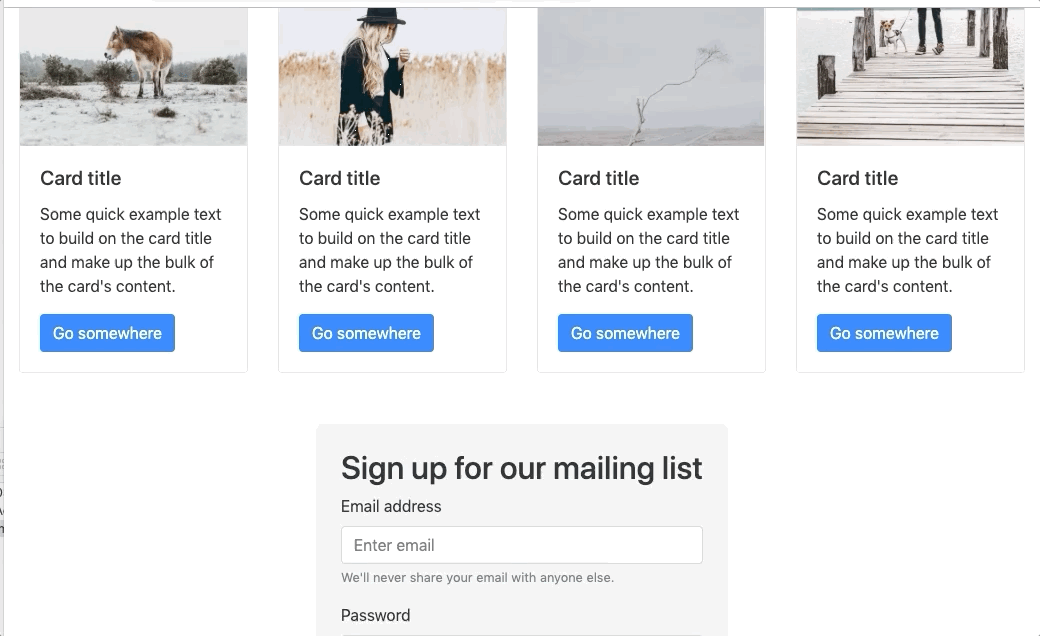 Card title
Some quick example text
to build on the card title
and make up the bulk of
the card's content.
Go somewhere
Card title
Some quick example text
to build on the card title
and make up the bulk of
the card's content.
Go somewhere
Card title
Some quick example text
to build on the card title
and make up the bulk of
the card's content.
Go somewhere
Card title
Some quick example text
to build on the card title
and make up the bulk of
the card's content.
Go somewhere
Sign up for our mailing list
Email address
Enter email
We'll never share your email with anyone else.
Password